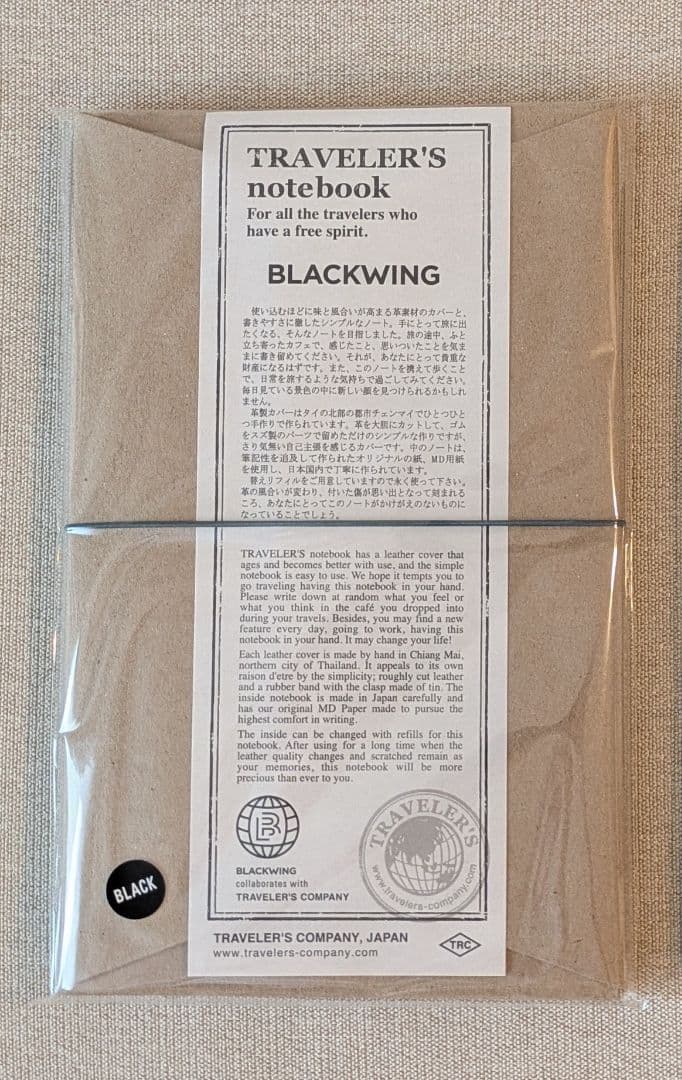 TRAVELER'S
notebook
For all the travelers who
have a free spirit.
BLACKWING
使い込むほどに味と風合いが高まる革素材のカバーと、
書きやすさに徹したシンプルなノート。手にとって旅に出
たくなる、そんなノートを目指しました。旅の途中、ふと
立ち寄ったカフェで、感じたこと、思いついたことを気ま
まに書き留めてください。それが、あなたにとって貴重な
財産になるはずです。また、このノートを携えて歩くこと
で、日常を旅するような気持ちで過ごしてみてください。
毎日見ている景色の中に新しい顔を見つけられるかもしれ
ません。
革製カバーはタイの北部の都市チェンマイでひとつひと
つ手作りで作られています。革を大胆にカットして、ゴム
をスズ製のパーツで留めただけのシンプルな作りですが、
さり気無い自己主張を感じるカバーです。中のノートは、
筆記性を追及して作られたオリジナルの紙、MD用紙
を使用し、日本国内で丁寧に作られています。
替えリフィルをご用意していますので永く使って下さい。
革の風合いが変わり、付いた傷が思い出となって刻まれる
ころ、あなたにとってこのノートがかけがえのないものに
なっていることでしょう。
TRAVELER'S notebook has a leather cover that
ages and becomes better with use, and the simple
notebook is easy to use. We hope it tempts you to
go traveling having this notebook in your hand.
Please write down at random what you feel or
what you think in the café you dropped into
during your travels. Besides, you may find a new
feature every day, going to work, having this
notebook in your hand. It may change your life!
Each leather cover is made by hand in Chiang Mai,
northern city of Thailand. It appeals to its own
raison d'etre by the simplicity; roughly cut leather
and a rubber band with the clasp made of tin. The
inside notebook is made in Japan carefully and
has our original MD Paper made to pursue the
highest comfort in writing.
The inside can be changed with refills for this
notebook. After using for a long time when the
leather quality changes and scratched remain as
your memories, this notebook will be more
precious than ever to you.
BLACKWING
collaborates with
TRAVELER'S COMPANY
TRAVELER'S
www.travelers-company.com
BLACK
TRAVELER'S COMPANY, JAPAN
www.travelers-company.com
TRC